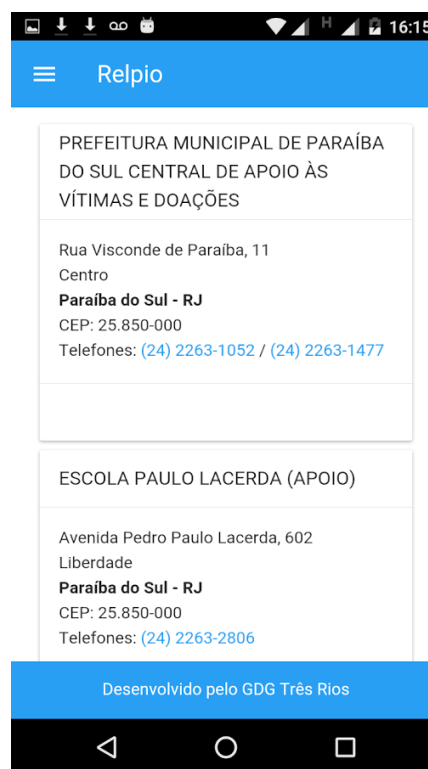 H 16:15
Relpio
PREFEITURA MUNICIPAL DE PARAÍBA
DO SUL CENTRAL DE APOIO ÀS
VÍTIMAS E DOAÇÕES
Rua Visconde de Paraíba, 11
Centro
Paraíba do Sul - RJ
CEP: 25.850-000
Telefones: (24) 2263-1052 / (24) 2263-1477
ESCOLA PAULO LACERDA (APOIO)
Avenida Pedro Paulo Lacerda, 602
Liberdade
Paraíba do Sul - RJ
CEP: 25.850-000
Telefones: (24) 2263-2806
Desenvolvido pelo GDG Três Rios